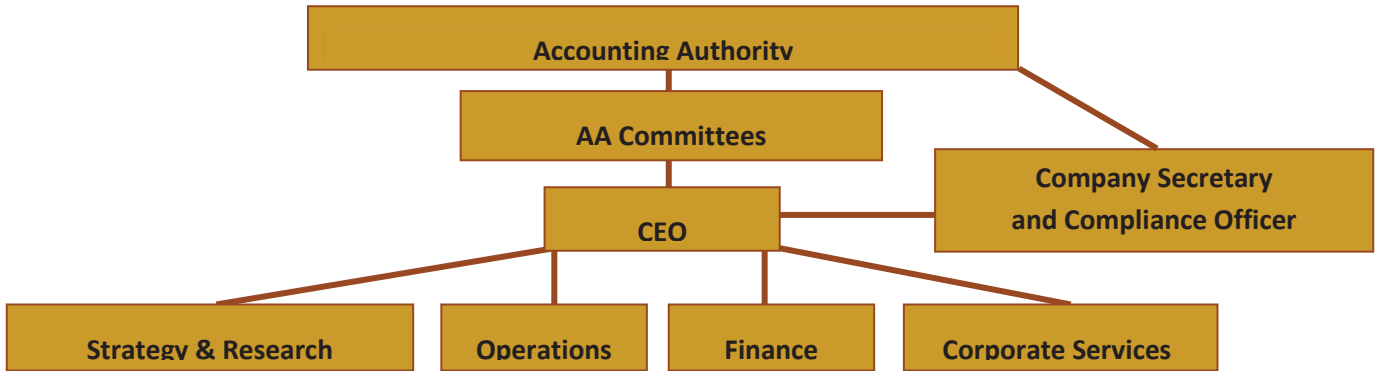 Accounting Authority
AA Committees
Company Secretary
and Compliance Officer
CEO
Strategy & Research
Operations
Finance
Corporate Services